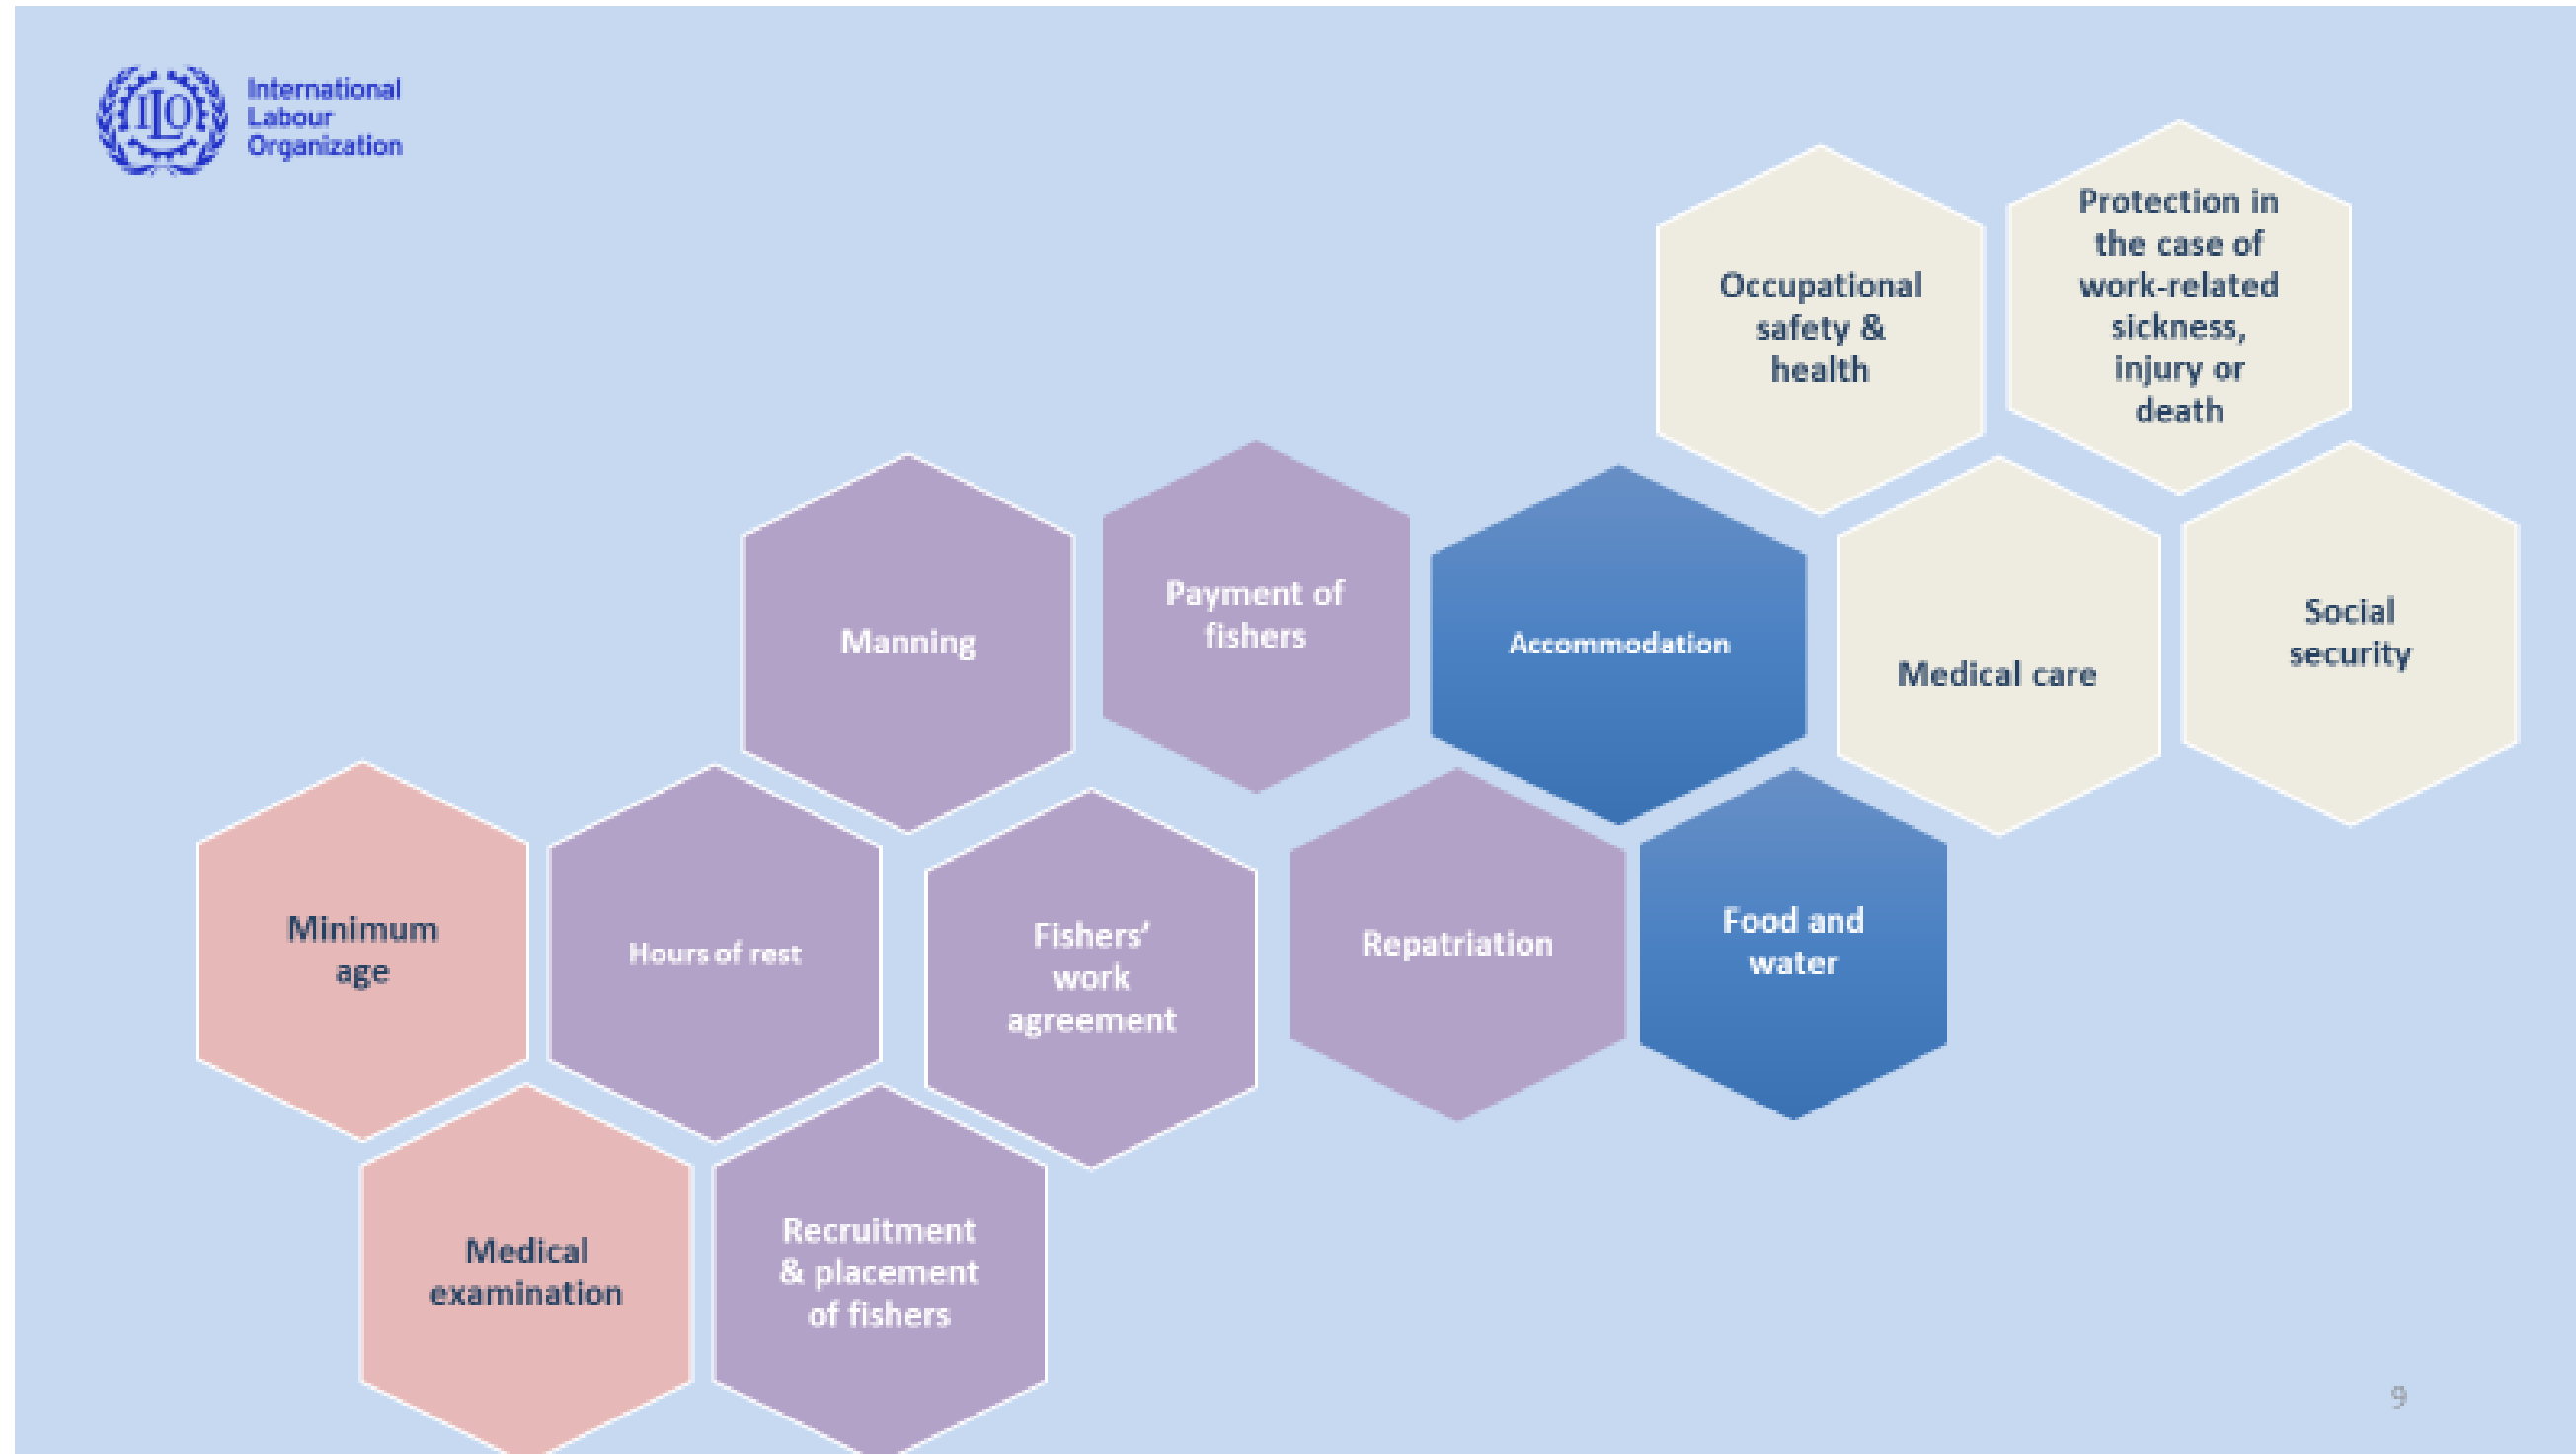 International
Labour
Organization
Occupational
safety &
health
Protection in
the case of
work-related
sickness,
injury or
death
Manning
Payment of
fishers
Accommodation
Medical care
Social
security
Minimum
age
Hours of rest
Fishers’
work
agreement
Repatriation
Food and
water
Medical
examination
Recruitment
& placement
of fishers
9